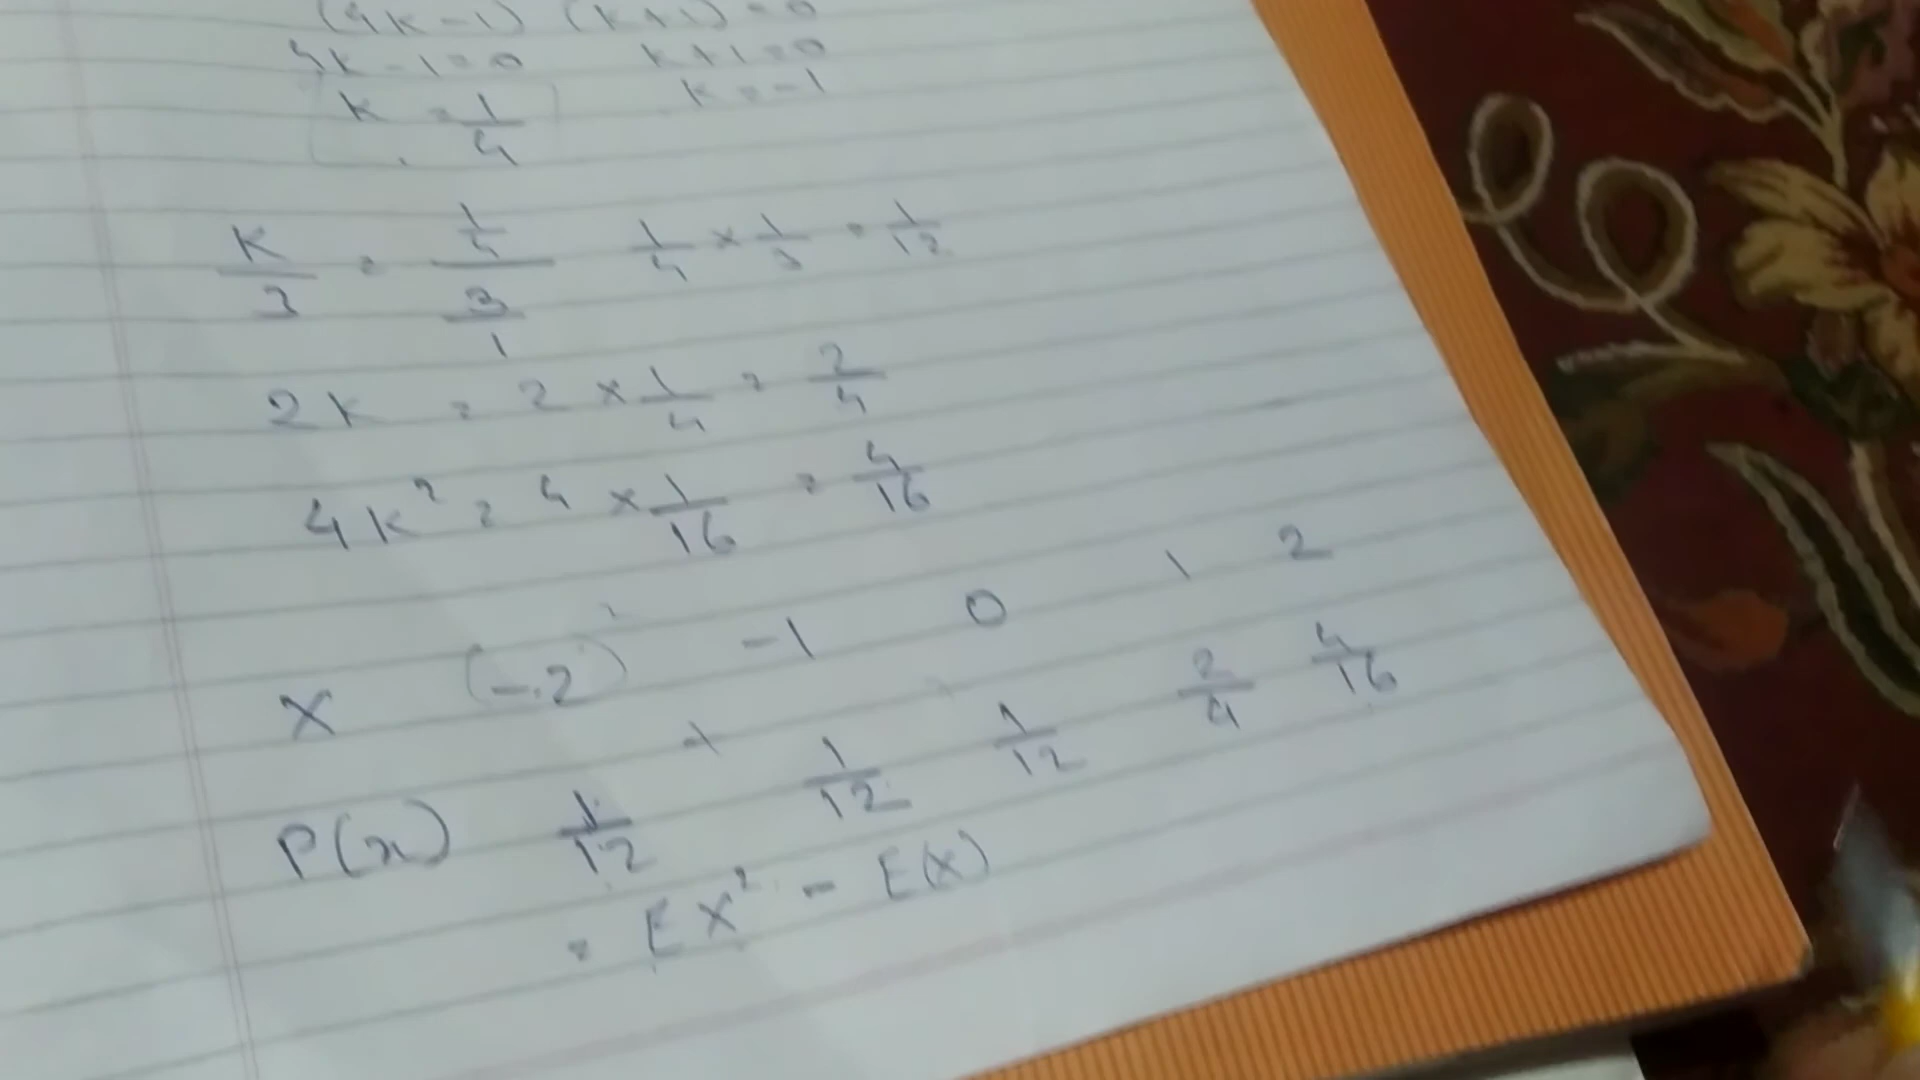 (4K-1) (K+1) = 0
4K-1=0 K+1=0
K = 1/4 K=-1
K/3 = 1/4 / 3/1 1/4 × 1/3 = 1/12
2K = 2 × 1/4 = 2/4
4K² = 4 × 1/16 = 4/16
X (-2)² -1 0 1 2
P(x) 1/12 + 1/12 1/12 2/4 4/16
= EX² - E(X)